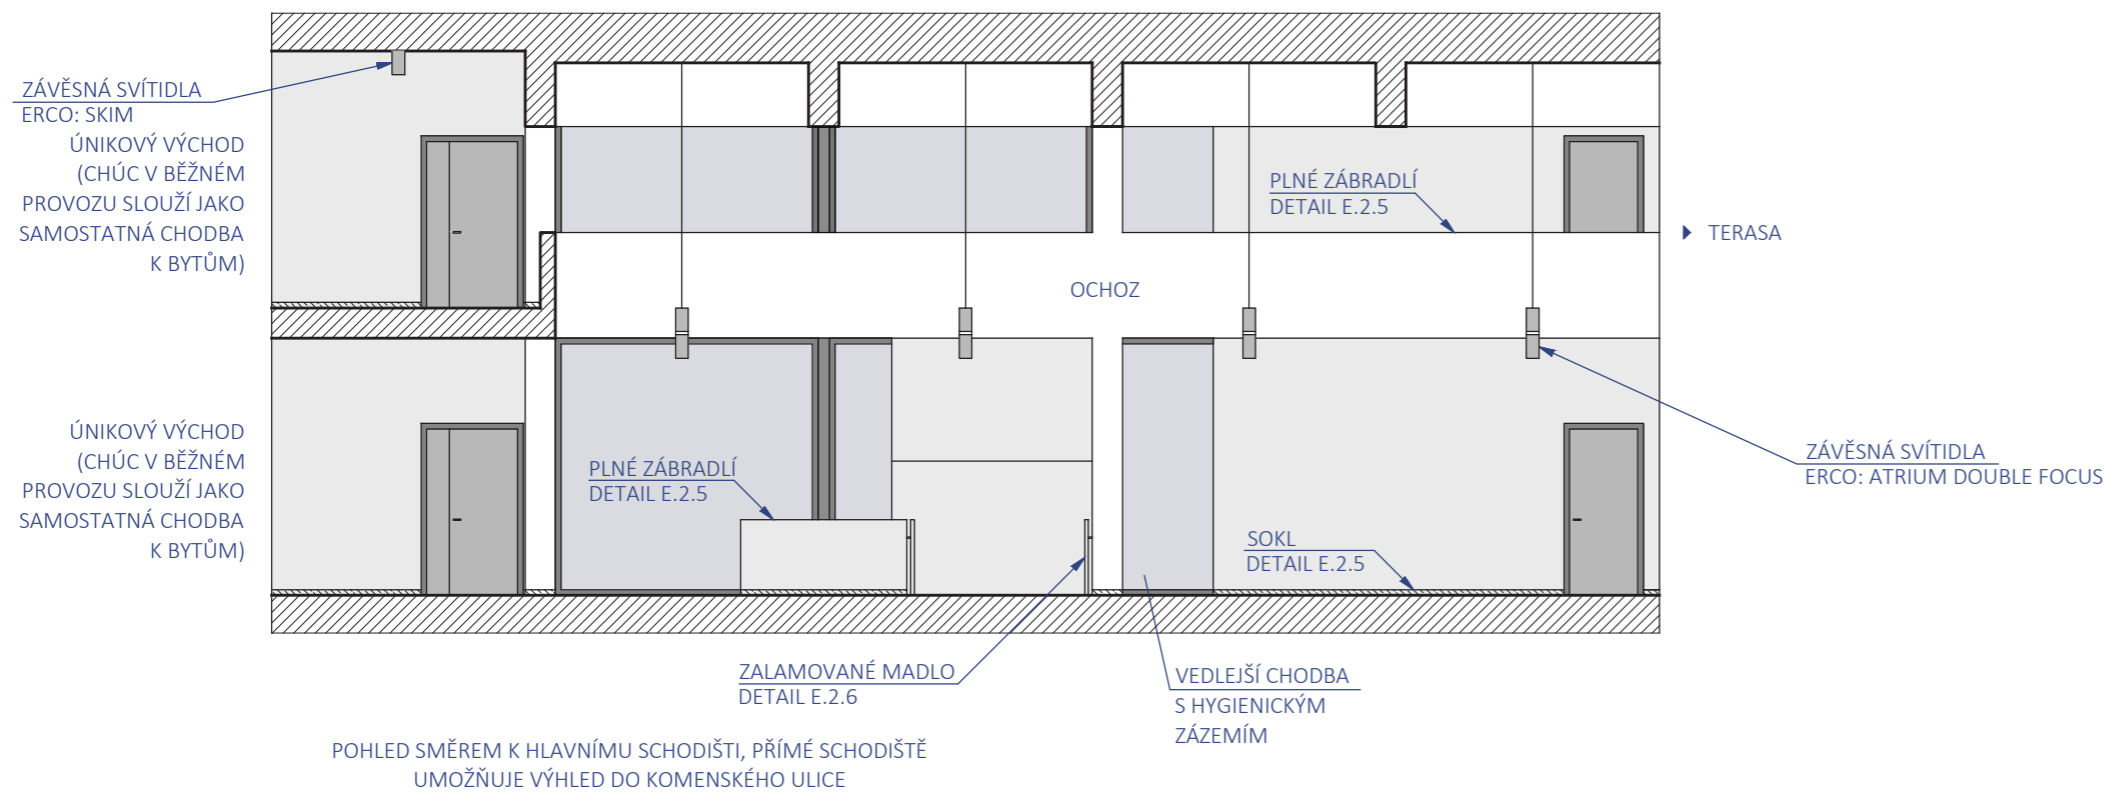 ZÁVĚSNÁ SVÍTIDLA
ERCO: SKIM
ÚNIKOVÝ VÝCHOD
(CHÚC V BĚŽNÉM
PROVOZU SLOUŽÍ JAKO
SAMOSTATNÁ CHODBA
K BYTŮM)
PLNÉ ZÁBRADLÍ
DETAIL E.2.5
TERASA
OCHOZ
ÚNIKOVÝ VÝCHOD
(CHÚC V BĚŽNÉM
PROVOZU SLOUŽÍ JAKO
SAMOSTATNÁ CHODBA
K BYTŮM)
PLNÉ ZÁBRADLÍ
DETAIL E.2.5
SOKL
DETAIL E.2.5
ZÁVĚSNÁ SVÍTIDLA
ERCO: ATRIUM DOUBLE FOCUS
ZALAMOVANÉ MADLO
DETAIL E.2.6
VEDLEJŠÍ CHODBA
S HYGIENICKÝM
ZÁZEMÍM
POHLED SMĚREM K HLAVNÍMU SCHODIŠTI, PŘÍMÉ SCHODIŠTĚ
UMOŽŇUJE VÝHLED DO KOMENSKÉHO ULICE